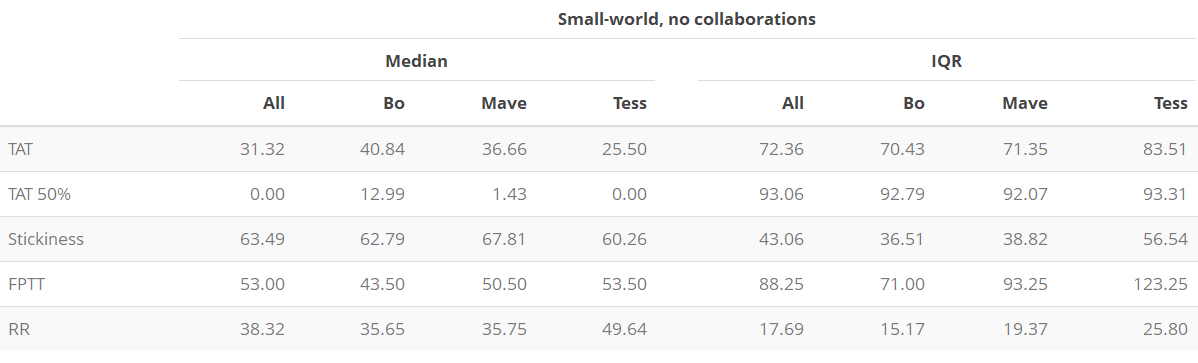 Small-world, no collaborations
Median IQR
All Bo Mave Tess All Bo Mave Tess
TAT 31.32 40.84 36.66 25.50 72.36 70.43 71.35 83.51
TAT 50% 0.00 12.99 1.43 0.00 93.06 92.79 92.07 93.31
Stickiness 63.49 62.79 67.81 60.26 43.06 36.51 38.82 56.54
FPTT 53.00 43.50 50.50 53.50 88.25 71.00 93.25 123.25
RR 38.32 35.65 35.75 49.64 17.69 15.17 19.37 25.80